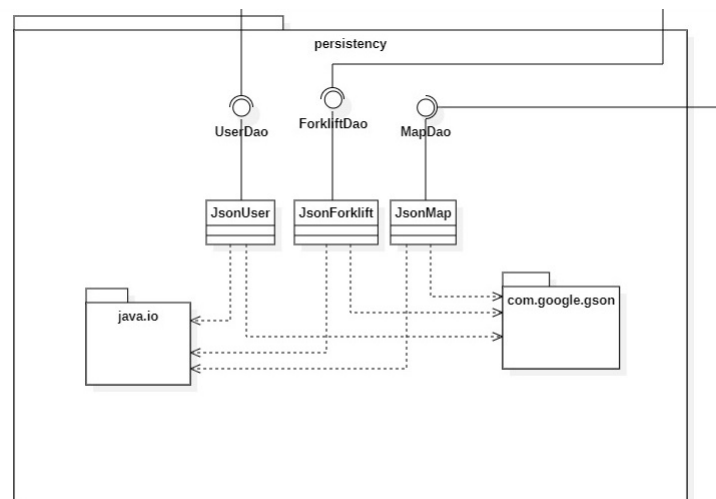 persistency
UserDao
ForkliftDao
MapDao
JsonUser
JsonForklift
JsonMap
java.io
com.google.gson